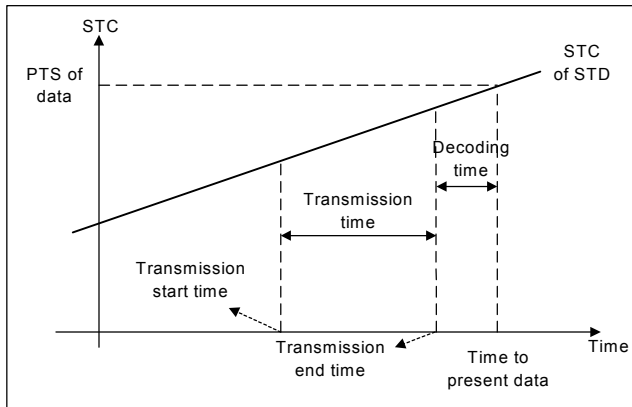 STC
PTS of
data
STC
of STD
Decoding
time
Transmission
time
Transmission
start time
Transmission
end time
Time to
present data
Time